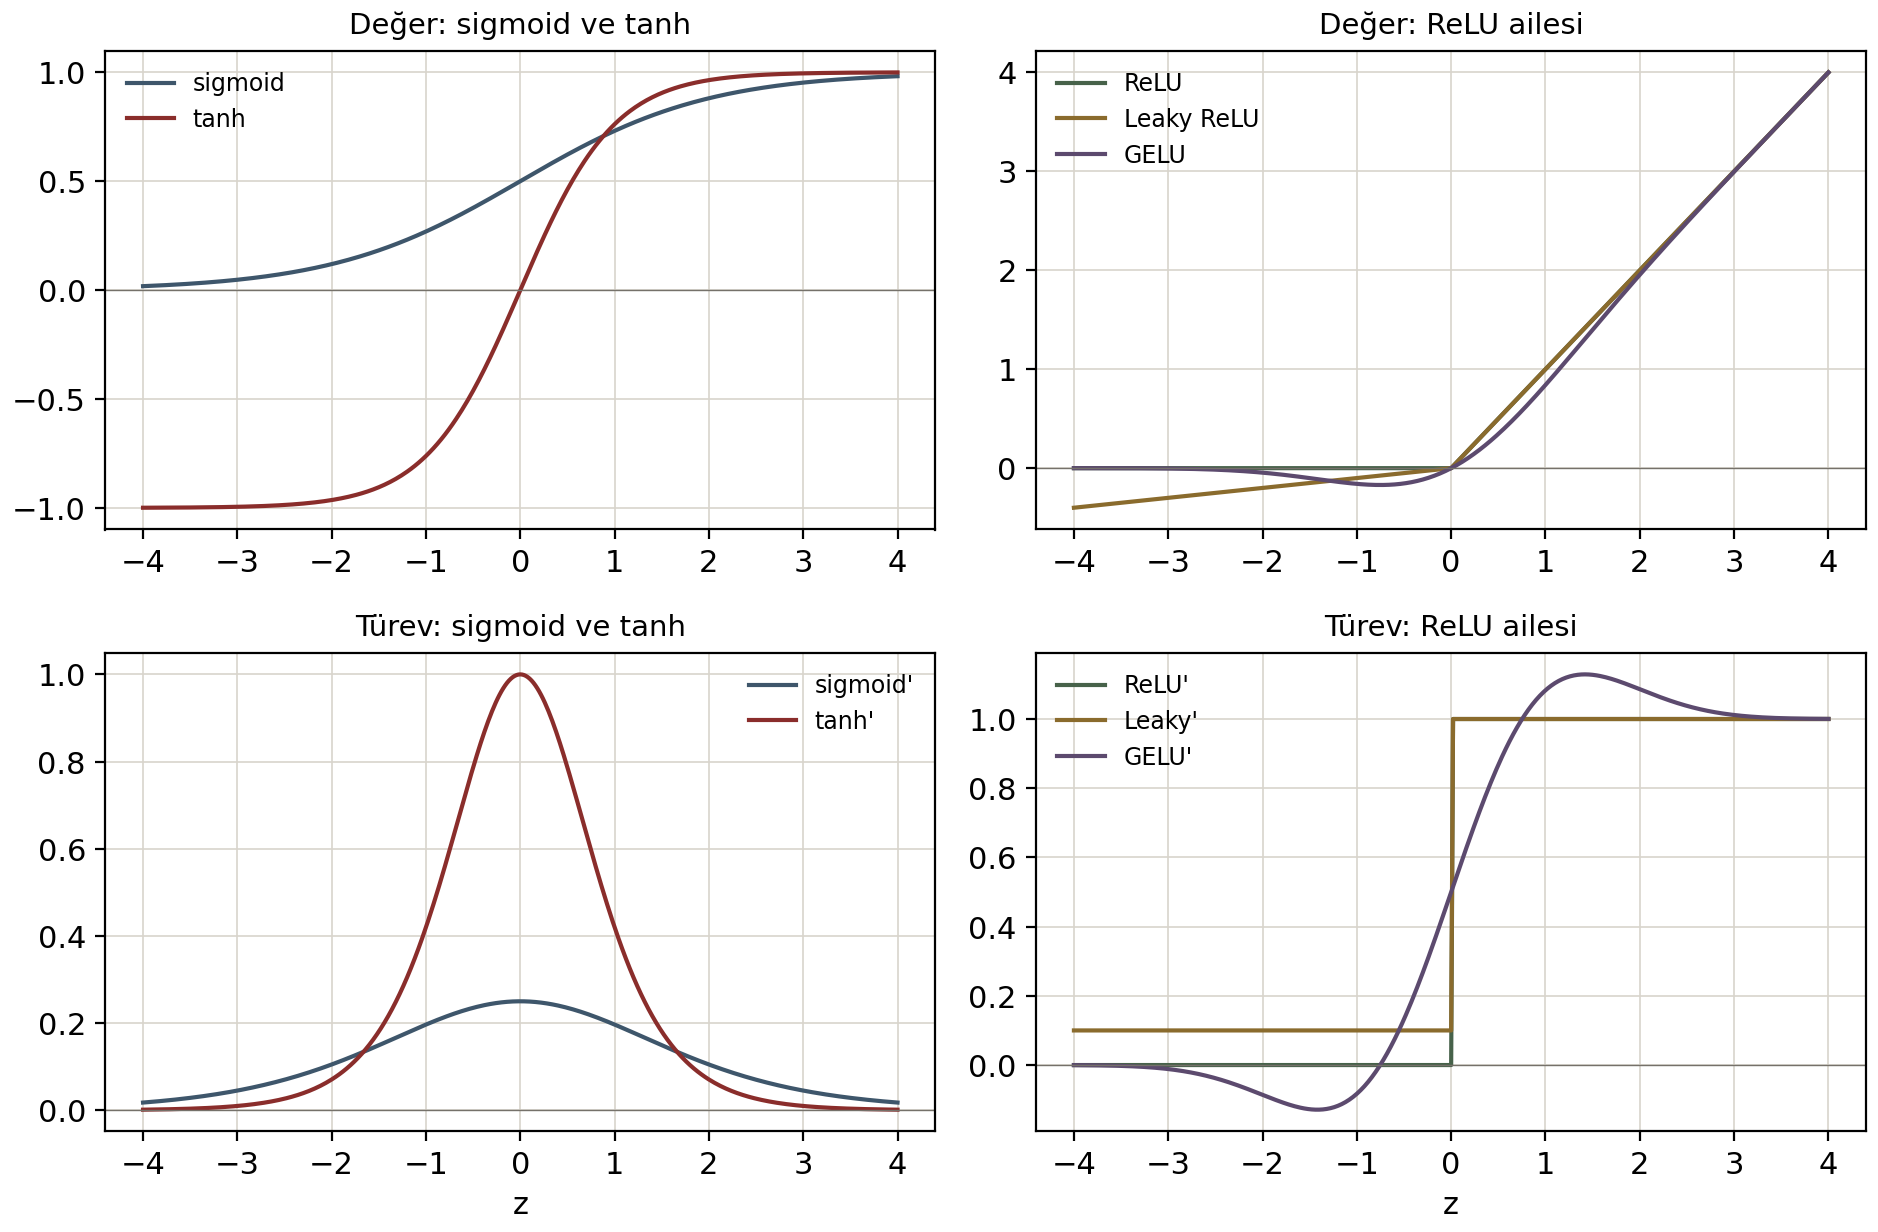 Değer: sigmoid ve tanh
sigmoid
tanh
1.0
0.5
0.0
−0.5
−1.0
−4 −3 −2 −1 0 1 2 3 4
Değer: ReLU ailesi
ReLU
Leaky ReLU
GELU
4
3
2
1
0
−4 −3 −2 −1 0 1 2 3 4
Türev: sigmoid ve tanh
sigmoid'
tanh'
1.0
0.8
0.6
0.4
0.2
0.0
−4 −3 −2 −1 0 1 2 3 4
z
Türev: ReLU ailesi
ReLU'
Leaky'
GELU'
1.0
0.8
0.6
0.4
0.2
0.0
−4 −3 −2 −1 0 1 2 3 4
z